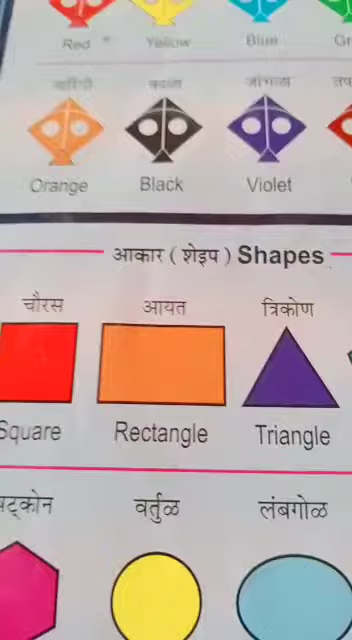 Red Yellow Blue
नारिंगी काळा जांभळा
Orange Black Violet
आकार ( शेइप ) Shapes
चौरस आयत त्रिकोण
Square Rectangle Triangle
वर्तुळ लंबगोळ